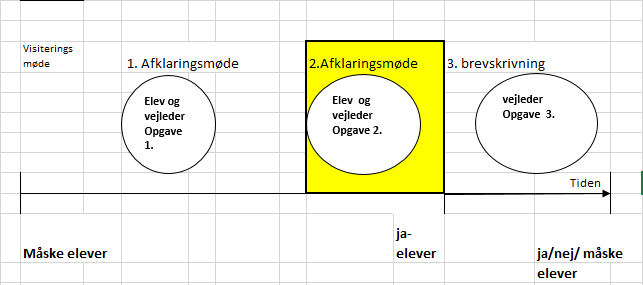 Visiterings
møde
1. Afklaringsmøde
2.Afklaringsmøde
3. brevskrivning
Elev og
vejleder
Opgave
1.
Elev og
vejleder
Opgave 2.
vejleder
Opgave 3.
Tiden
Måske elever
ja-
elever
ja/nej/ måske
elever